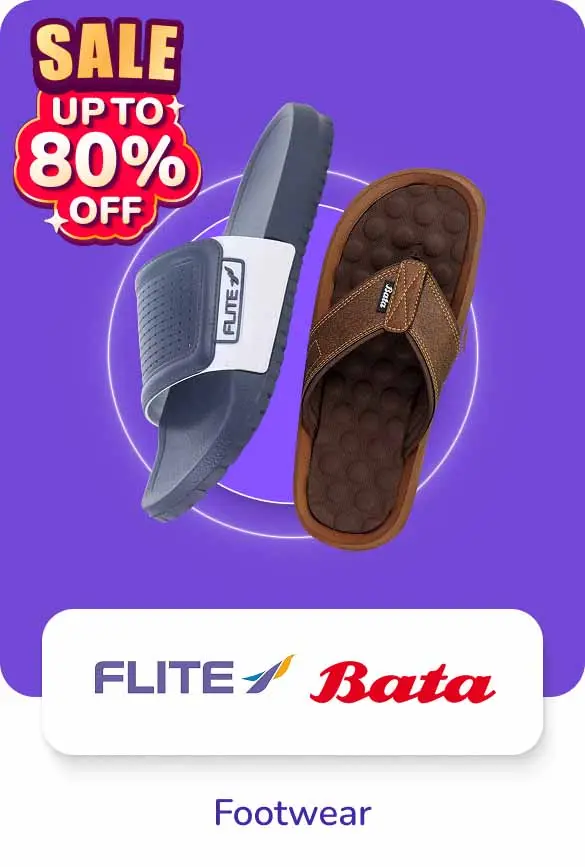 SALE
UP TO
80%
OFF
FLITE
Bata
FLITE Bata
Footwear